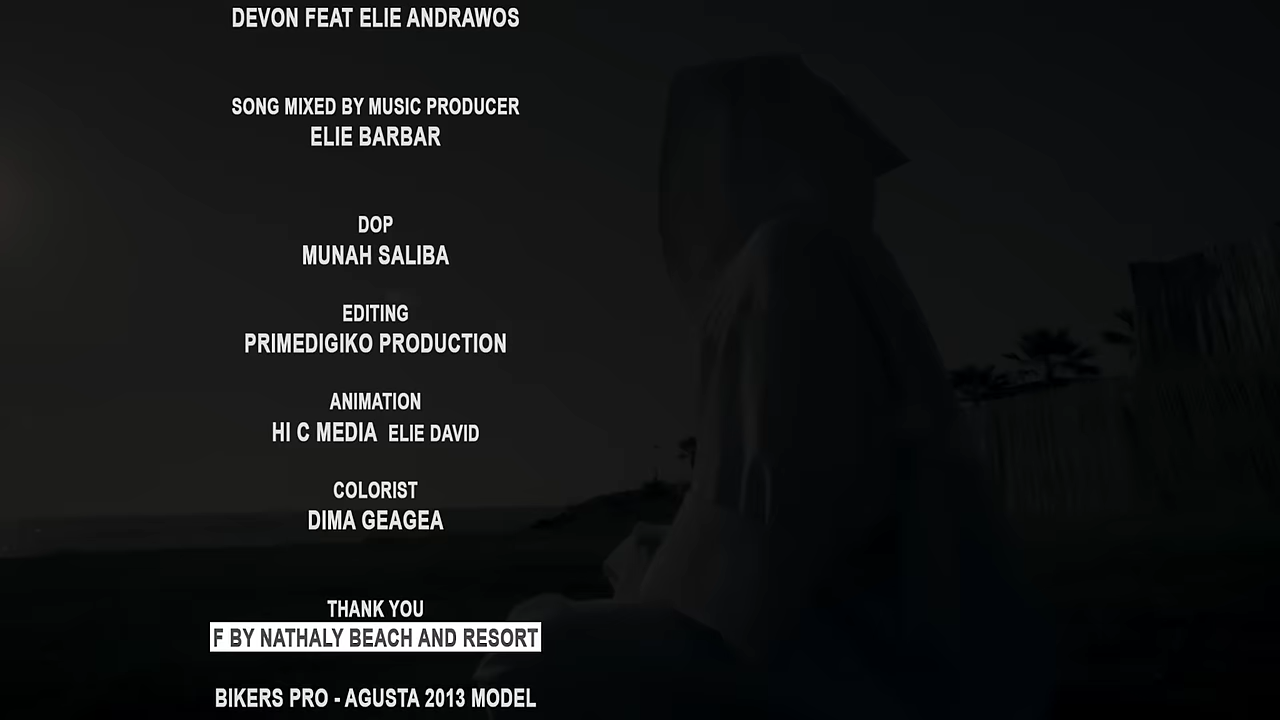 DEVON FEAT ELIE ANDRAWOS
SONG MIXED BY MUSIC PRODUCER
ELIE BARBAR
DOP
MUNAH SALIBA
EDITING
PRIMEDIGIKO PRODUCTION
ANIMATION
HI C MEDIA ELIE DAVID
COLORIST
DIMA GEAGEA
THANK YOU
F BY NATHALY BEACH AND RESORT
BIKERS PRO - AGUSTA 2013 MODEL